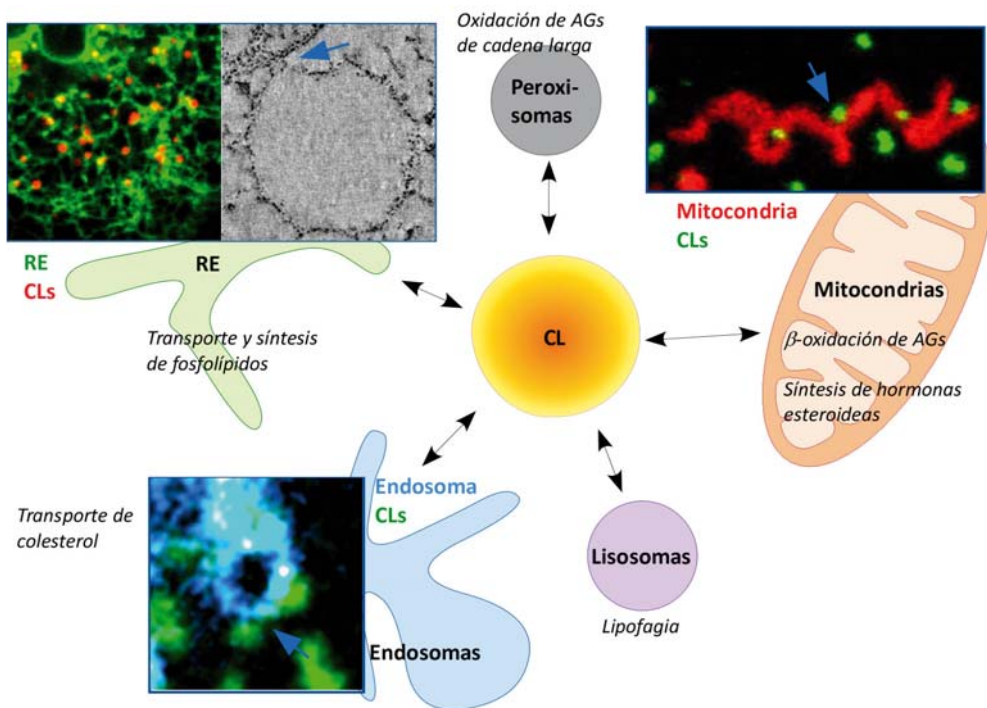 Oxidación de AGs
de cadena larga
Peroxi-
somas
Mitocondria
CLs
RE
CLs
RE
Mitocondrias
CL
Transporte y síntesis
de fosfolípidos
β-oxidación de AGs
Síntesis de hormonas
esteroideas
Endosoma
CLs
Transporte de
colesterol
Lisosomas
Lipofagia
Endosomas